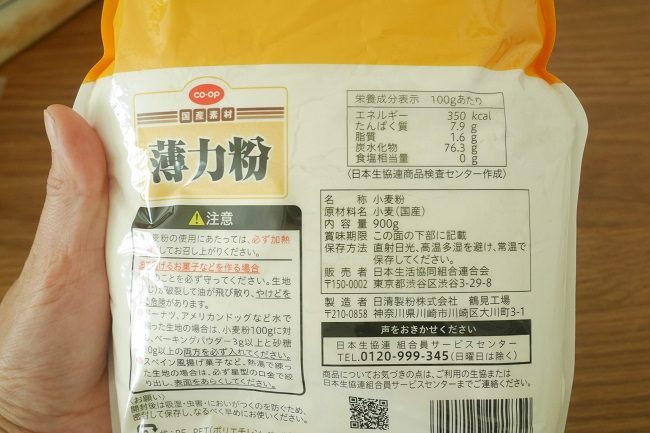 co·op
国産素材
薄力粉
⚠注意
麦粉の使用にあたっては、必ず加熱
してお召し上がりください。
げるお菓子などを作る場合
ことを必ず守ってください。生地
が破裂して油が飛び散り、やけどを
る危険があります。
ーナツ、アメリカンドッグなど水で
った生地の場合は、小麦粉100gに対
ベーキングパウダー3g以上と砂糖
0g以上の両方を必ず入れてください。
スペイン風揚げ菓子など、熱湯で練っ
た生地の場合は、必ず星型の口金で絞
り出し、表面をあらくしてください。
〈お願い〉
開封後は吸湿・虫害・においがつくのを防ぐため、
密封して保存し、なるべく早めにお使いください。
栄養成分表示 100gあたり
エネルギー 350 kcal
たんぱく質 7.9 g
脂質 1.6 g
炭水化物 76.3 g
食塩相当量 0 g
〈日本生協連商品検査センター作成〉
名称 小麦粉
原材料名 小麦(国産)
内容量 900g
賞味期限 この面の下部に記載
保存方法 直射日光、高温多湿を避け、常温で
保存してください。
販売者 日本生活協同組合連合会
〒150-0002 東京都渋谷区渋谷3-29-8
製造者 日清製粉株式会社 鶴見工場
〒210-0858 神奈川県川崎市川崎区大川町3-1
声をおきかせください
日本生協連 組合員サービスセンター
TEL.0120-999-345(日曜日は除く)
商品についてお気づきの点は、ご利用の生協または
日本生協連組合員サービスセンターまでご連絡ください。